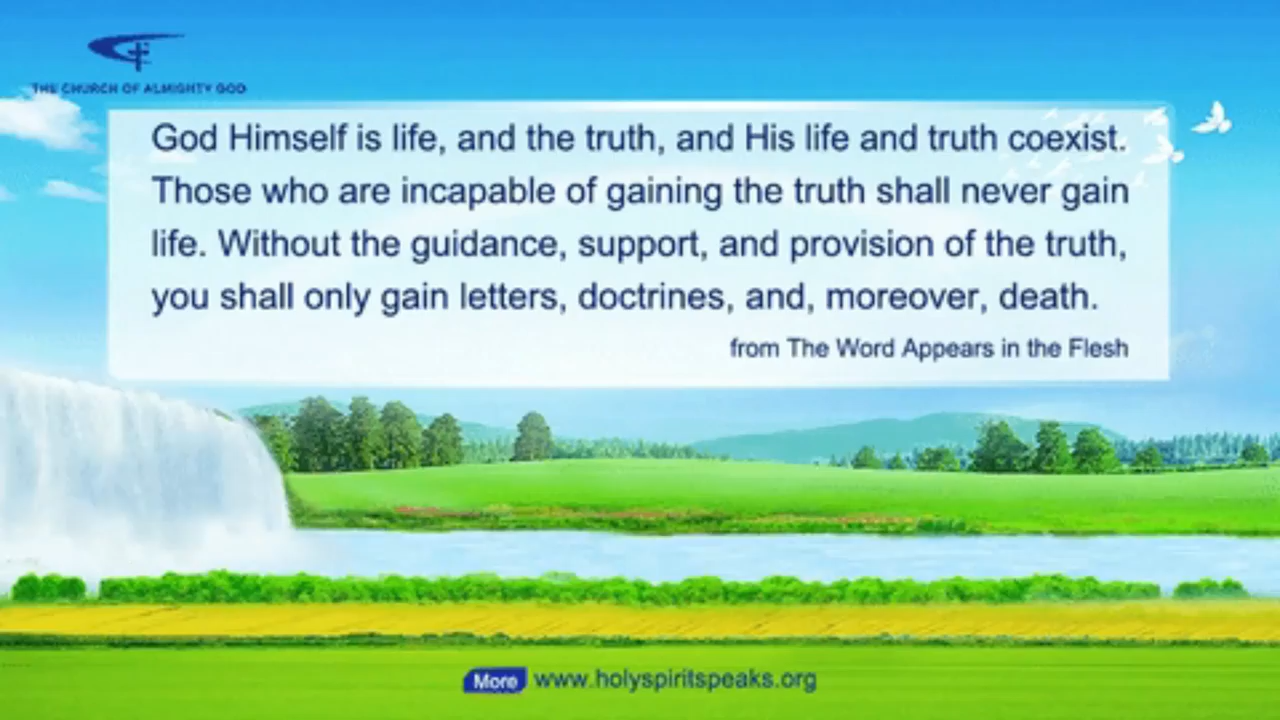 THE CHURCH OF ALMIGHTY GOD
God Himself is life, and the truth, and His life and truth coexist.
Those who are incapable of gaining the truth shall never gain
life. Without the guidance, support, and provision of the truth,
you shall only gain letters, doctrines, and, moreover, death.
from The Word Appears in the Flesh
More www.holyspiritspeaks.org